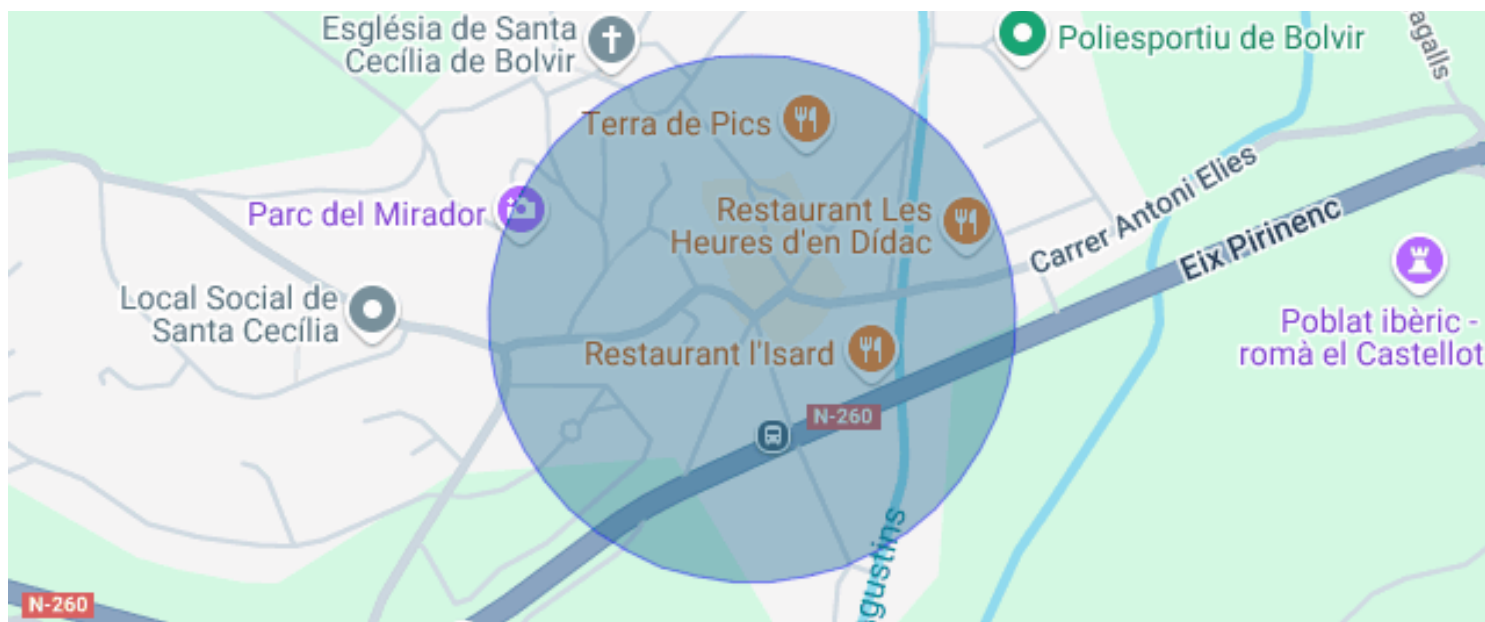 Església de Santa
Cecília de Bolvir
Poliesportiu de Bolvir
Terra de Pics
Parc del Mirador
Restaurant Les
Heures d'en Dídac
Carrer Antoni Elies
Eix Pirinenc
Local Social de
Santa Cecília
Restaurant l'Isard
Poblat ibèric -
romà el Castellot
N-260
N-260